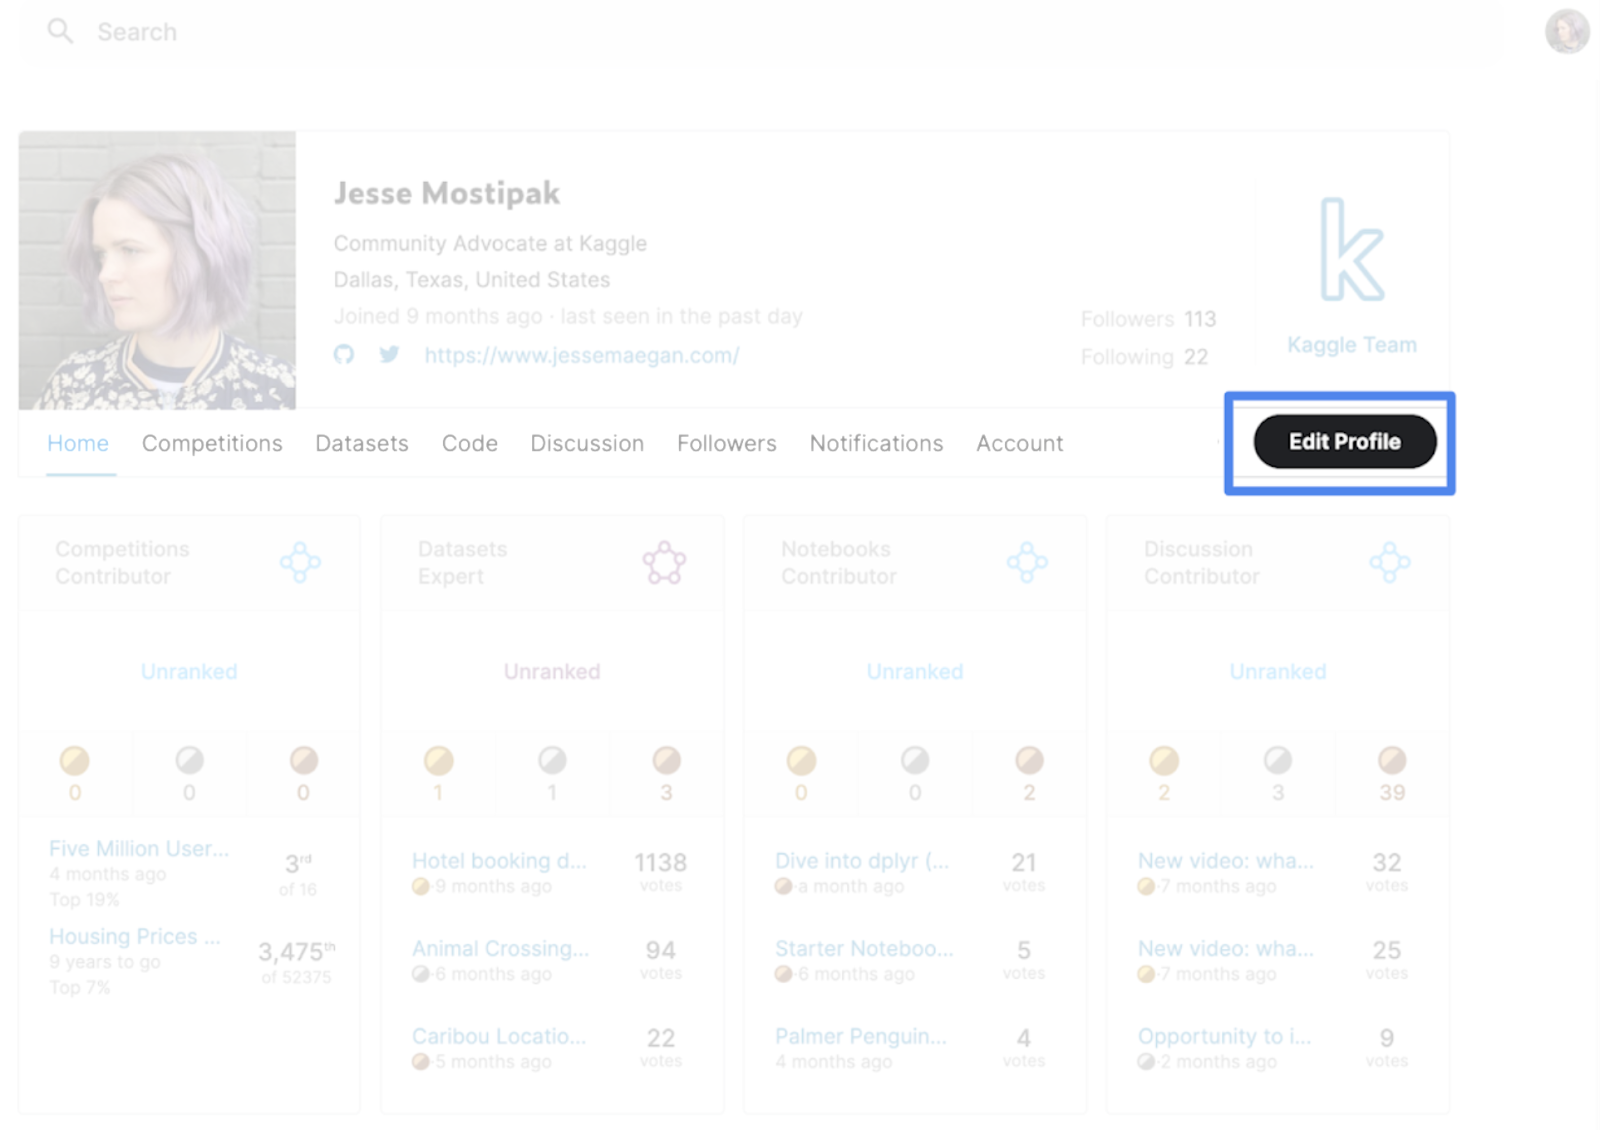 Search
Jesse Mostipak
Community Advocate at Kaggle
Dallas, Texas, United States
Joined 9 months ago · last seen in the past day
https://www.jessemaegan.com/
Followers 113
Following 22
k
Kaggle Team
Home Competitions Datasets Code Discussion Followers Notifications Account Edit Profile
Competitions
Contributor
Unranked
0 0 0
Five Million User...
4 months ago
Top 19%
3rd
of 16
Housing Prices ...
9 years to go
Top 7%
3,475th
of 52375
Datasets
Expert
Unranked
1 1 3
Hotel booking d...
·9 months ago
1138
votes
Animal Crossing...
·6 months ago
94
votes
Caribou Locatio...
·5 months ago
22
votes
Notebooks
Contributor
Unranked
0 0 2
Dive into dplyr (...
·a month ago
21
votes
Starter Noteboo...
·6 months ago
5
votes
Palmer Penguin...
4 months ago
4
votes
Discussion
Contributor
Unranked
2 3 39
New video: wha...
·7 months ago
32
votes
New video: wha...
·7 months ago
25
votes
Opportunity to i...
·2 months ago
9
votes